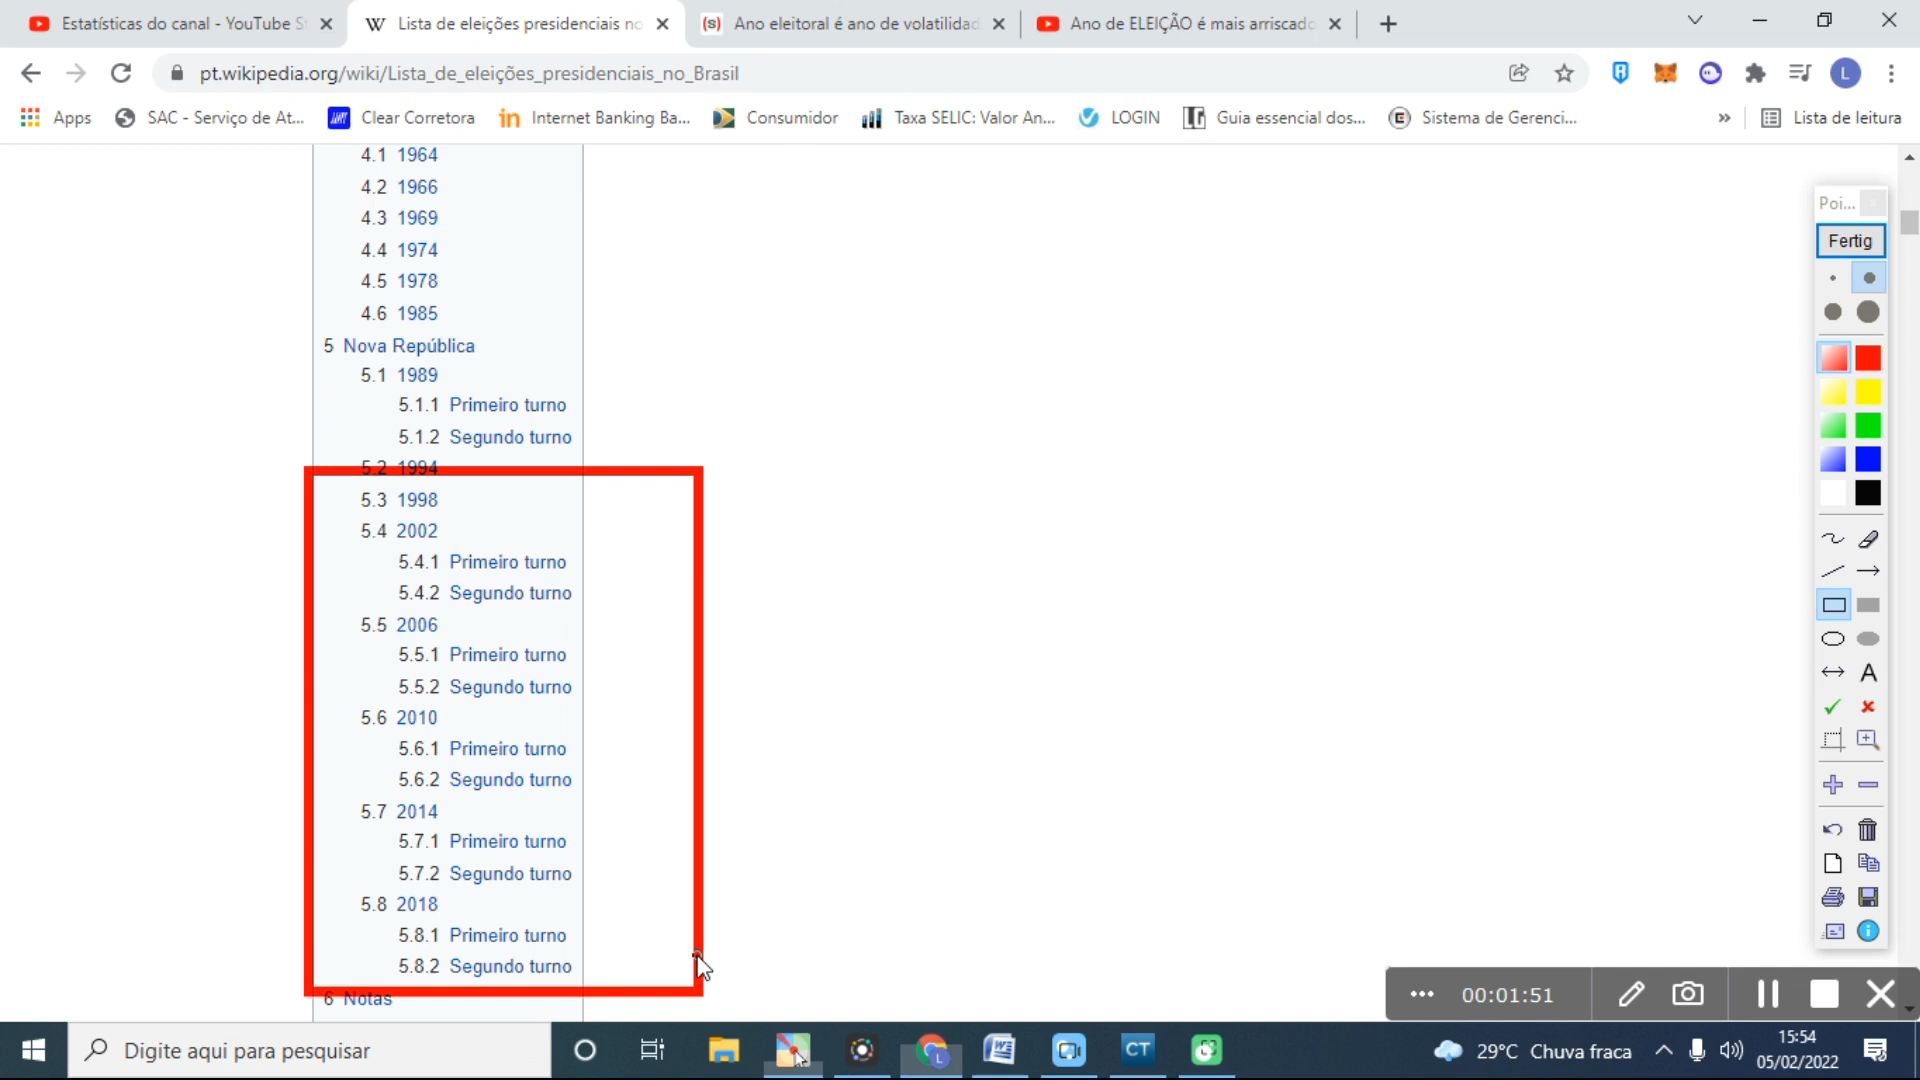 Estatísticas do canal - YouTube S
Lista de eleições presidenciais no
Ano eleitoral é ano de volatilidad
Ano de ELEIÇÃO é mais arriscado
pt.wikipedia.org/wiki/Lista_de_eleições_presidenciais_no_Brasil
L
Apps
SAC - Serviço de At...
Clear Corretora
Internet Banking Ba...
Consumidor
Taxa SELIC: Valor An...
LOGIN
Guia essencial dos...
Sistema de Gerenci...
»
Lista de leitura
4.1 1964
4.2 1966
4.3 1969
4.4 1974
4.5 1978
4.6 1985
5 Nova República
5.1 1989
5.1.1 Primeiro turno
5.1.2 Segundo turno
5.2 1994
5.3 1998
5.4 2002
5.4.1 Primeiro turno
5.4.2 Segundo turno
5.5 2006
5.5.1 Primeiro turno
5.5.2 Segundo turno
5.6 2010
5.6.1 Primeiro turno
5.6.2 Segundo turno
5.7 2014
5.7.1 Primeiro turno
5.7.2 Segundo turno
5.8 2018
5.8.1 Primeiro turno
5.8.2 Segundo turno
6 Notas
Poi...
Fertig
A
00:01:51
Digite aqui para pesquisar
CT
29°C Chuva fraca
15:54
05/02/2022